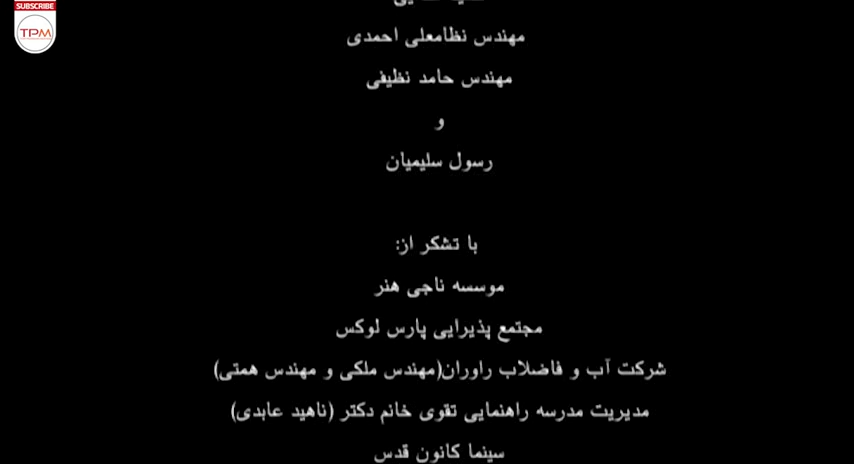 SUBSCRIBE
TPM
مهندس نظامعلی احمدی
مهندس حامد نظیفی
و
رسول سلیمیان
با تشکر از:
موسسه ناجی هنر
مجتمع پذیرایی پارس لوکس
شرکت آب و فاضلاب راوران(مهندس ملکی و مهندس همتی)
مدیریت مدرسه راهنمایی تقوی خانم دکتر (ناهید عابدی)
سینما کانون قدس